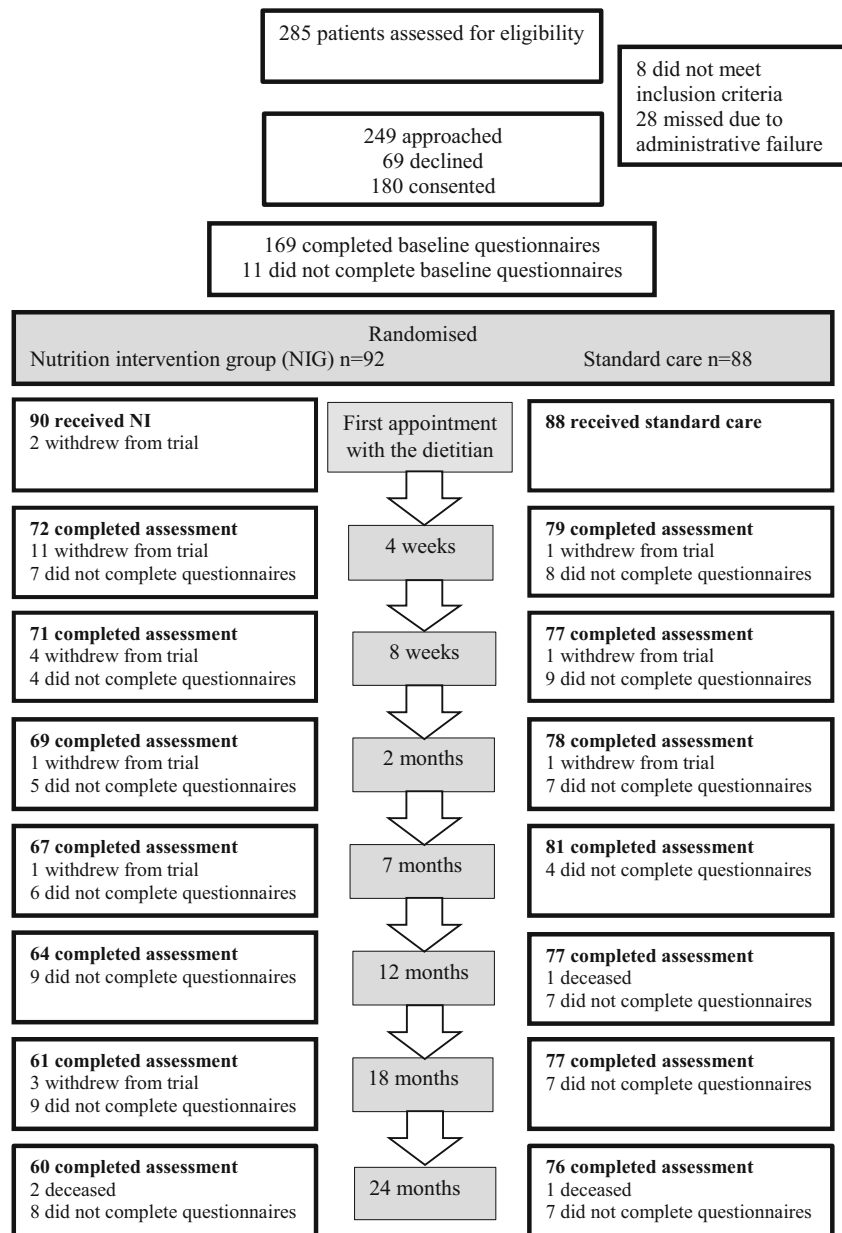 285 patients assessed for eligibility
8 did not meet
inclusion criteria
28 missed due to
administrative failure
249 approached
69 declined
180 consented
169 completed baseline questionnaires
11 did not complete baseline questionnaires
Randomised
Nutrition intervention group (NIG) n=92
Standard care n=88
90 received NI
2 withdrew from trial
First appointment
with the dietitian
88 received standard care
72 completed assessment
11 withdrew from trial
7 did not complete questionnaires
4 weeks
79 completed assessment
1 withdrew from trial
8 did not complete questionnaires
71 completed assessment
4 withdrew from trial
4 did not complete questionnaires
8 weeks
77 completed assessment
1 withdrew from trial
9 did not complete questionnaires
69 completed assessment
1 withdrew from trial
5 did not complete questionnaires
2 months
78 completed assessment
1 withdrew from trial
7 did not complete questionnaires
67 completed assessment
1 withdrew from trial
6 did not complete questionnaires
7 months
81 completed assessment
4 did not complete questionnaires
64 completed assessment
9 did not complete questionnaires
12 months
77 completed assessment
1 deceased
7 did not complete questionnaires
61 completed assessment
3 withdrew from trial
9 did not complete questionnaires
18 months
77 completed assessment
7 did not complete questionnaires
60 completed assessment
2 deceased
8 did not complete questionnaires
24 months
76 completed assessment
1 deceased
7 did not complete questionnaires